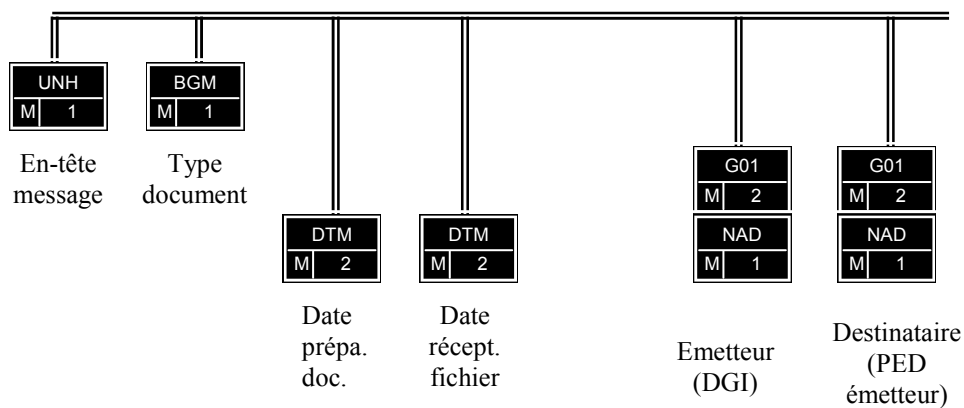 UNH
M 1
En-tête
message
BGM
M 1
Type
document
DTM
M 2
Date
prépa.
doc.
DTM
M 2
Date
récept.
fichier
G01
M 2
NAD
M 1
Emetteur
(DGI)
G01
M 2
NAD
M 1
Destinataire
(PED
émetteur)